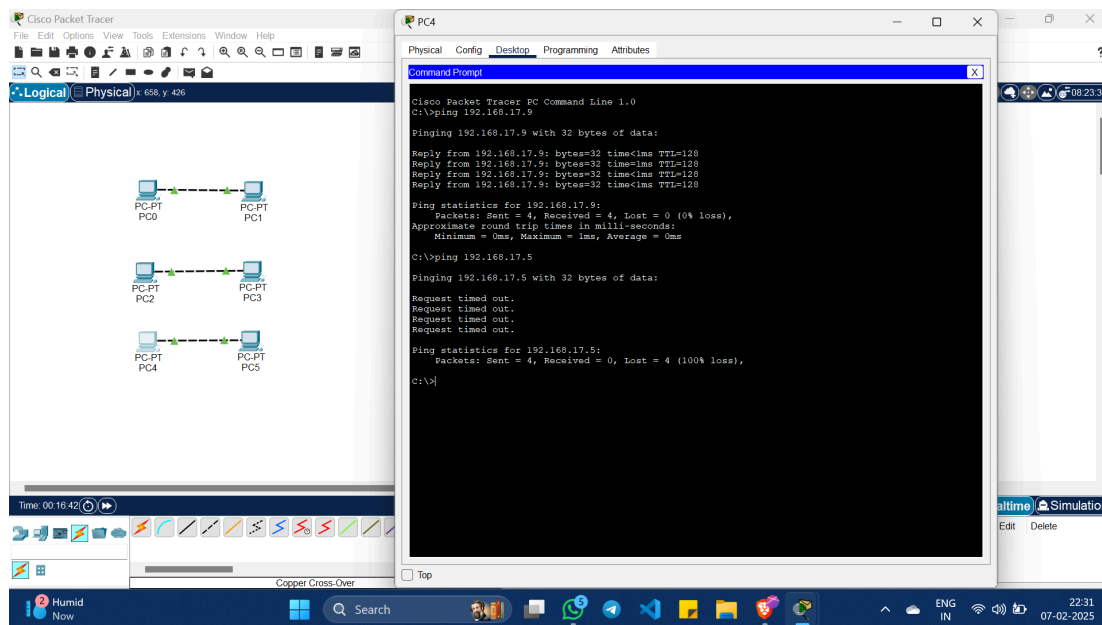 Cisco Packet Tracer
File Edit Options View Tools Extensions Window Help
Logical Physical x: 658, y: 426
PC-PT
PC0
PC-PT
PC1
PC-PT
PC2
PC-PT
PC3
PC-PT
PC4
PC-PT
PC5
Time: 00:16:42
Copper Cross-Over
PC4
Physical Config Desktop Programming Attributes
Command Prompt
X
Cisco Packet Tracer PC Command Line 1.0
C:\>ping 192.168.17.9
Pinging 192.168.17.9 with 32 bytes of data:
Reply from 192.168.17.9: bytes=32 time<1ms TTL=128
Reply from 192.168.17.9: bytes=32 time=1ms TTL=128
Reply from 192.168.17.9: bytes=32 time<1ms TTL=128
Reply from 192.168.17.9: bytes=32 time<1ms TTL=128
Ping statistics for 192.168.17.9:
Packets: Sent = 4, Received = 4, Lost = 0 (0% loss),
Approximate round trip times in milli-seconds:
Minimum = 0ms, Maximum = 1ms, Average = 0ms
C:\>ping 192.168.17.5
Pinging 192.168.17.5 with 32 bytes of data:
Request timed out.
Request timed out.
Request timed out.
Request timed out.
Ping statistics for 192.168.17.5:
Packets: Sent = 4, Received = 0, Lost = 4 (100% loss),
C:\>
Top
?
08:23:3
altime Simulatio
Edit Delete
2
Humid
Now
Search
5
ENG
IN
22:31
07-02-2025